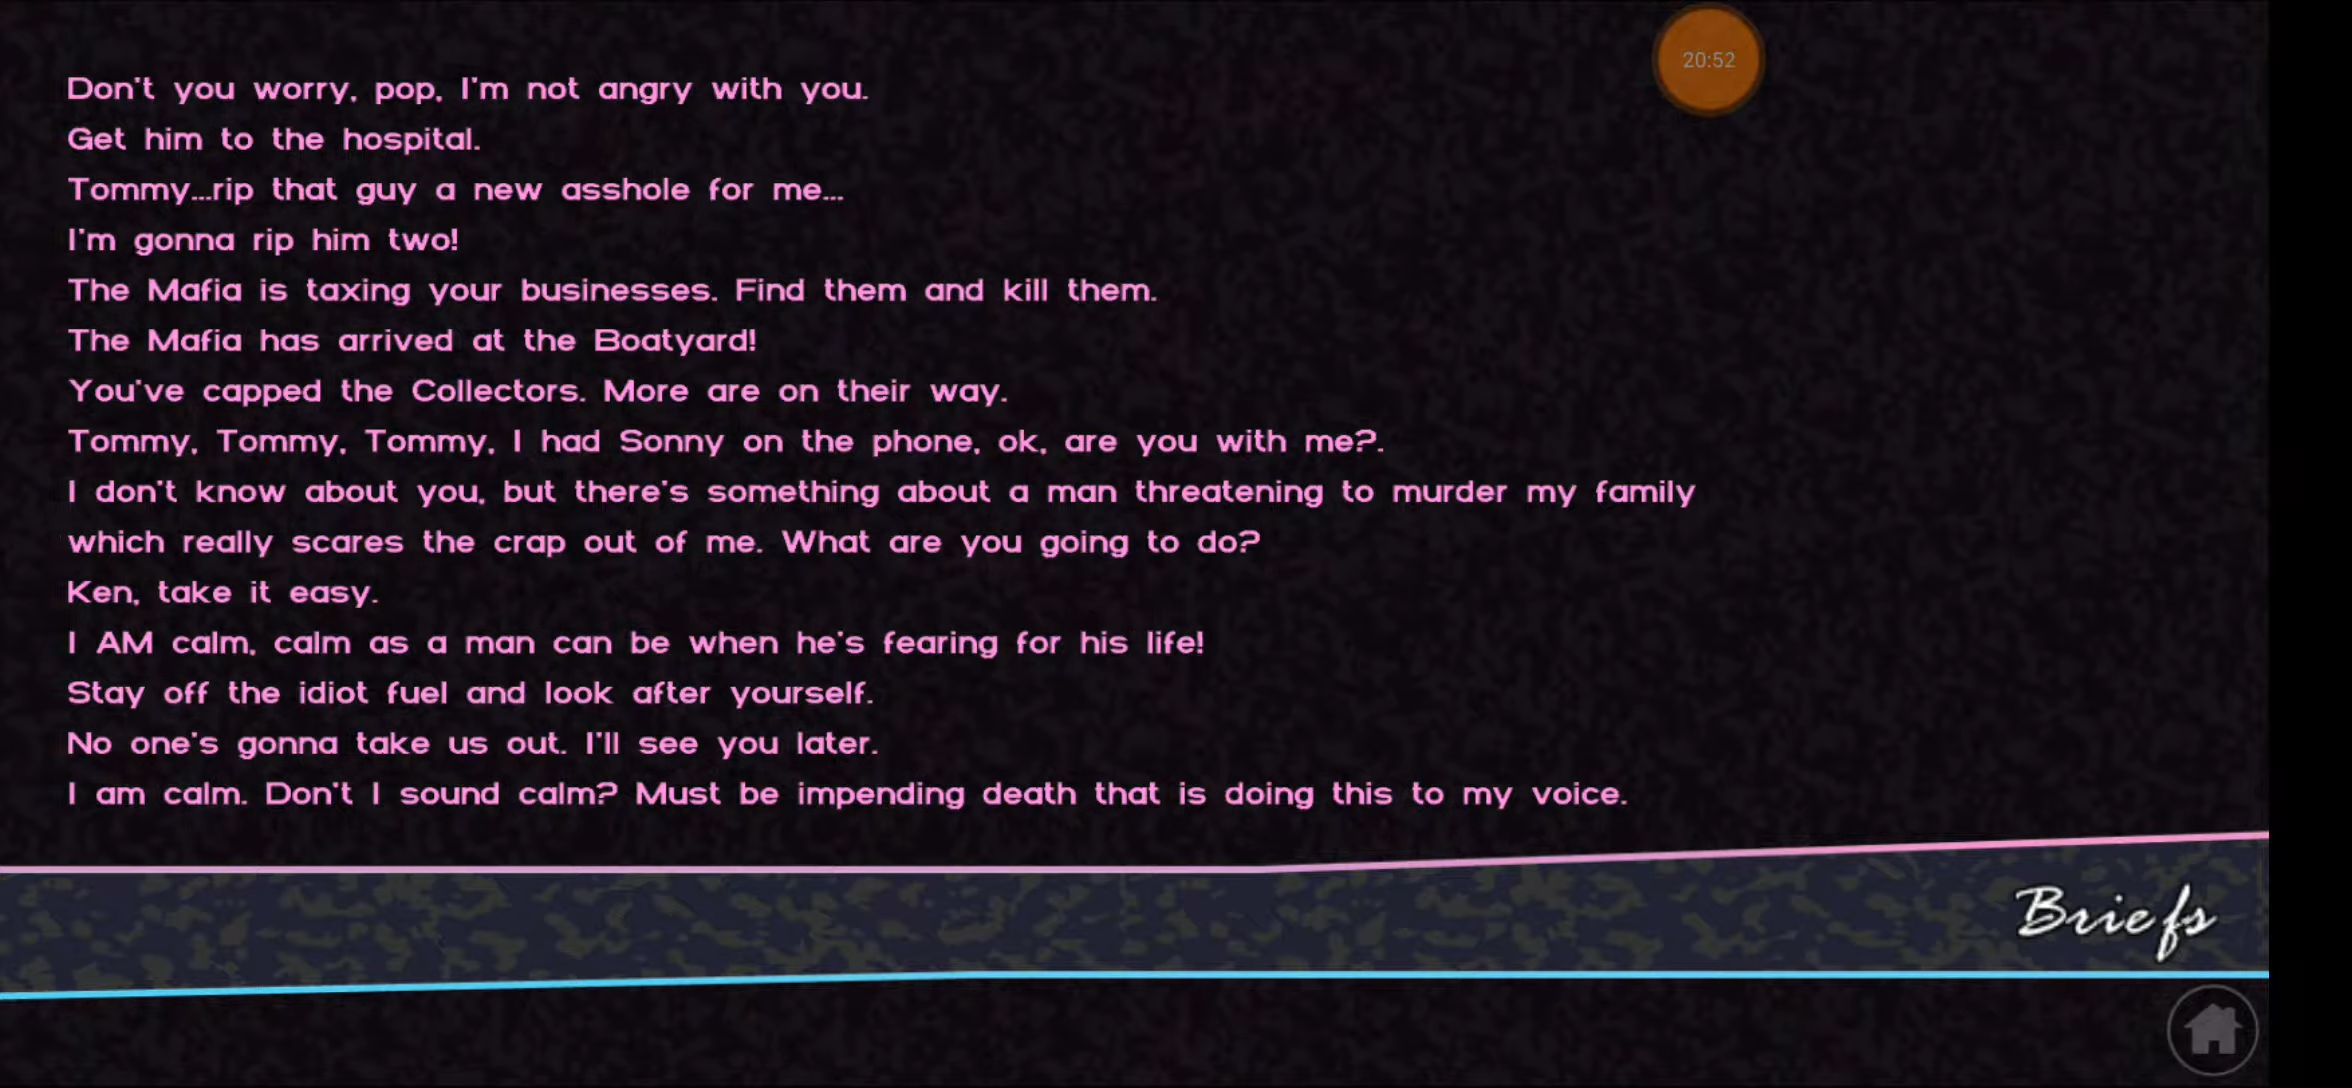 20:52
Don't you worry, pop, I'm not angry with you.
Get him to the hospital.
Tommy...rip that guy a new asshole for me...
I'm gonna rip him two!
The Mafia is taxing your businesses. Find them and kill them.
The Mafia has arrived at the Boatyard!
You've capped the Collectors. More are on their way.
Tommy, Tommy, Tommy, I had Sonny on the phone, ok, are you with me?.
I don't know about you, but there's something about a man threatening to murder my family
which really scares the crap out of me. What are you going to do?
Ken, take it easy.
I AM calm, calm as a man can be when he's fearing for his life!
Stay off the idiot fuel and look after yourself.
No one's gonna take us out. I'll see you later.
I am calm. Don't I sound calm? Must be impending death that is doing this to my voice.
Briefs